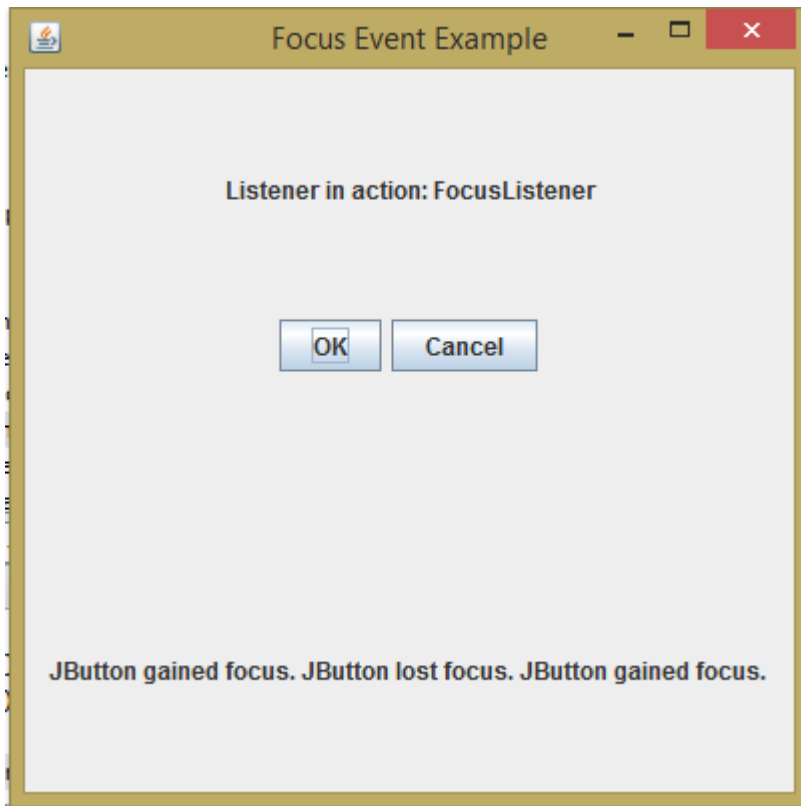 Focus Event Example
Listener in action: FocusListener
OK
Cancel
JButton gained focus. JButton lost focus. JButton gained focus.